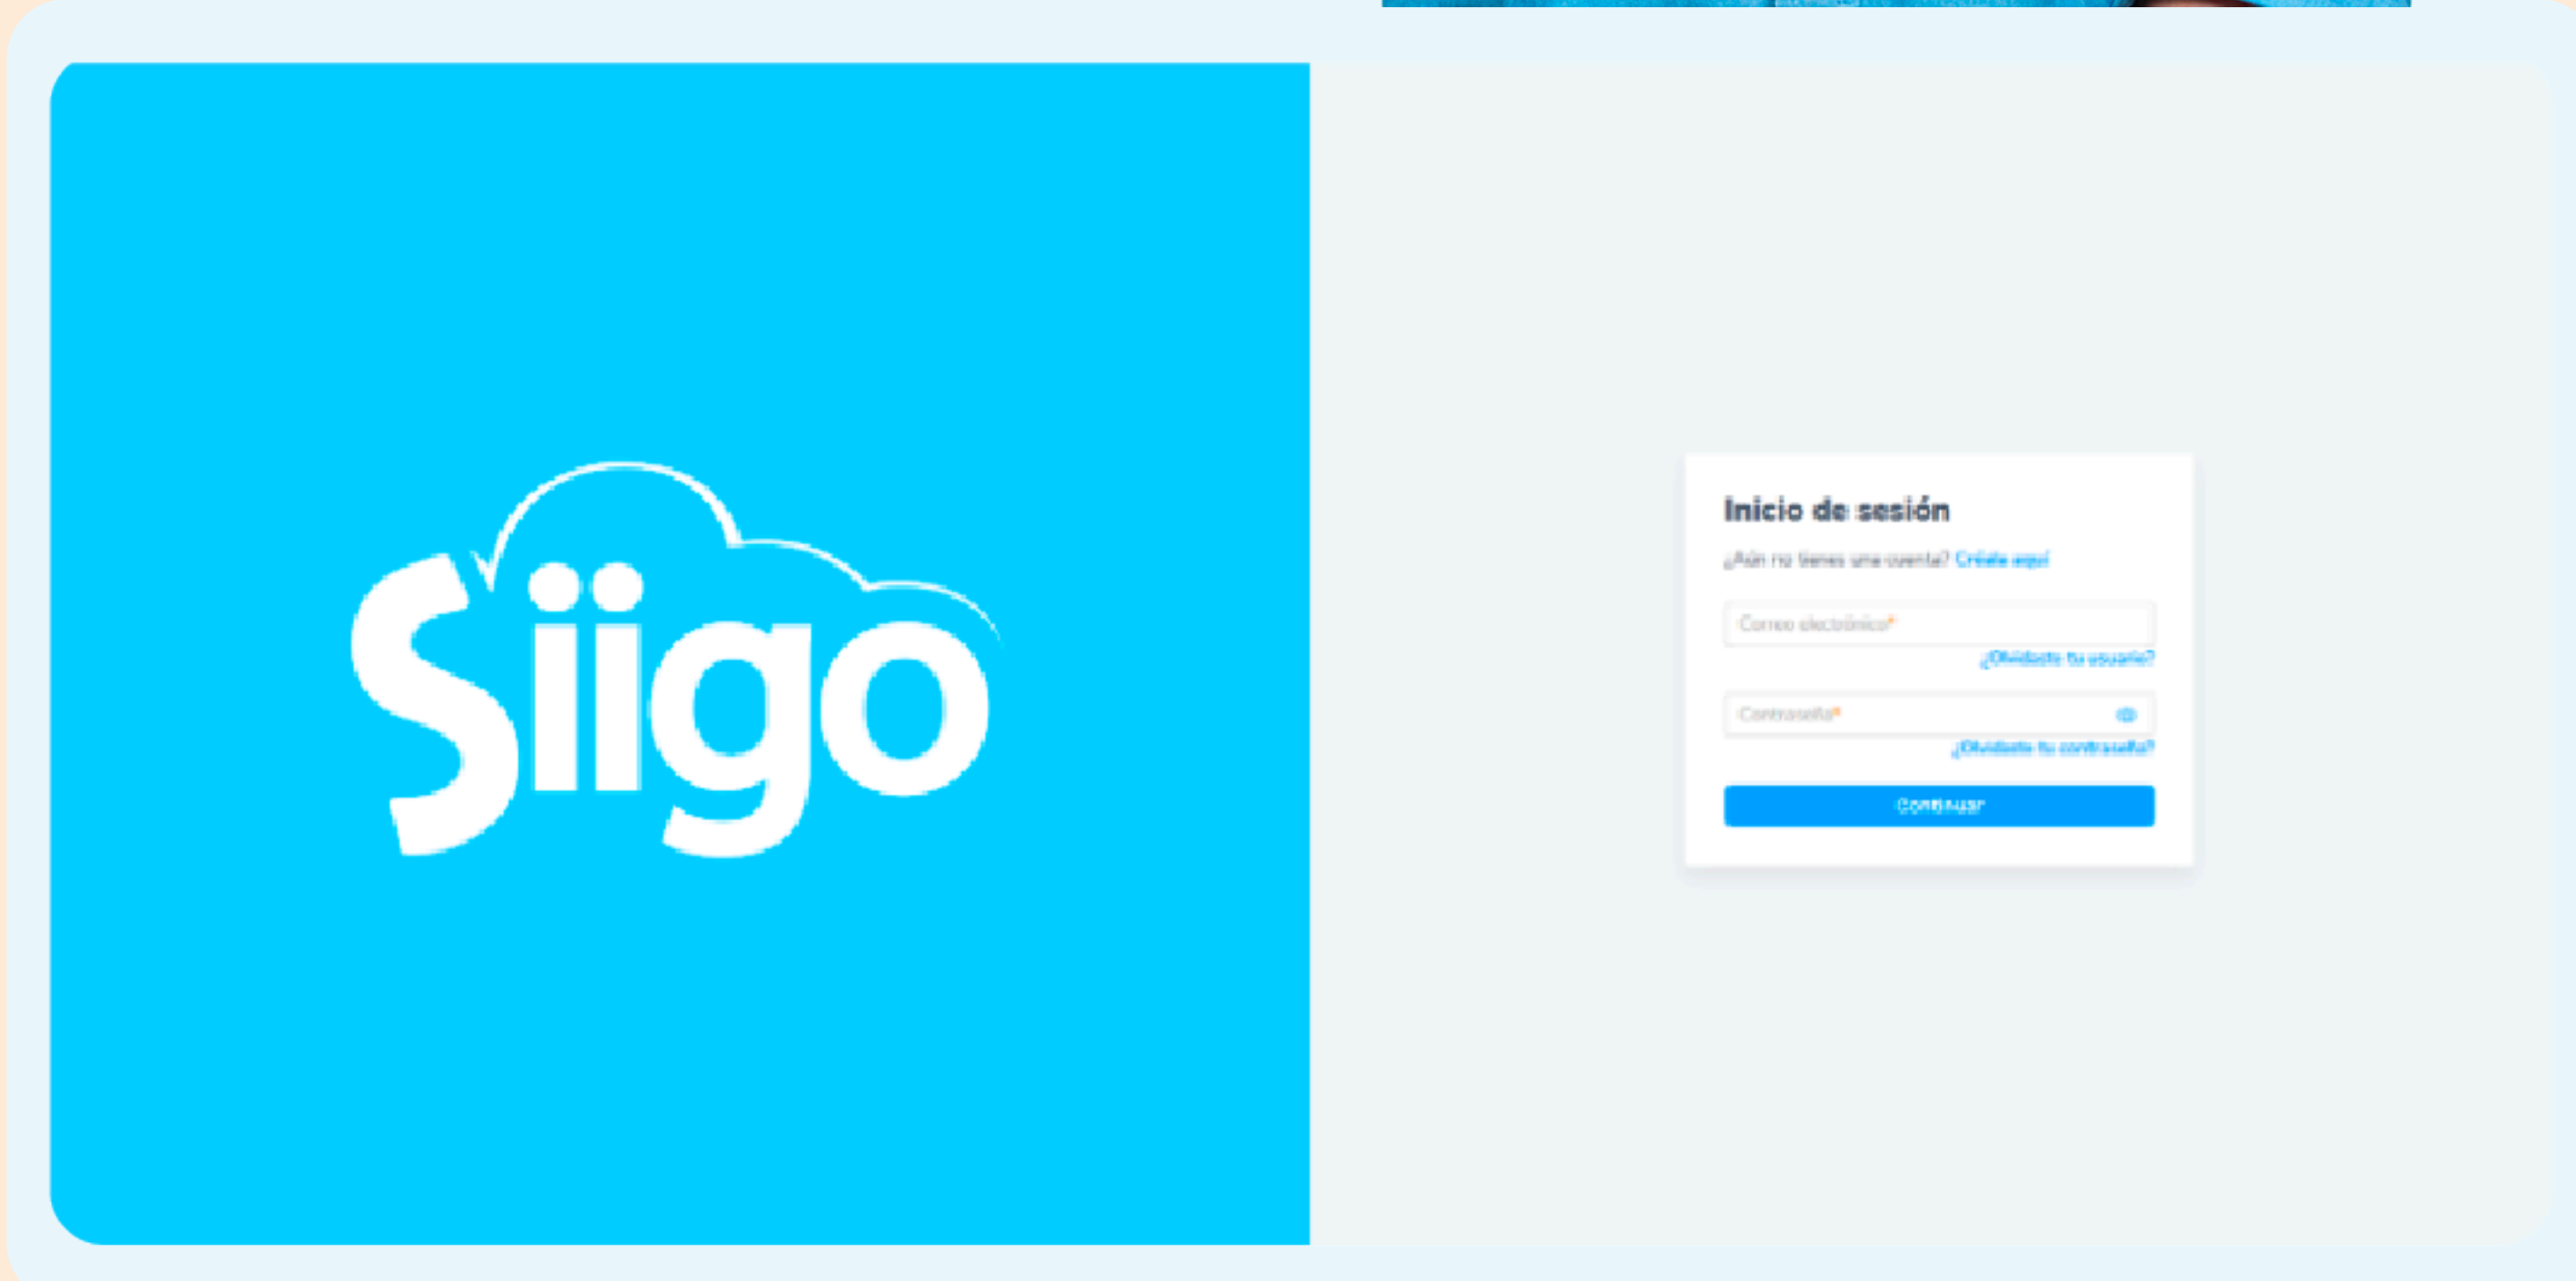 Siigo
Inicio de sesión
¿Aún no tienes una cuenta? Créala aquí
Correo electrónico*
¿Olvidaste tu usuario?
Contraseña*
¿Olvidaste tu contraseña?
Continuar